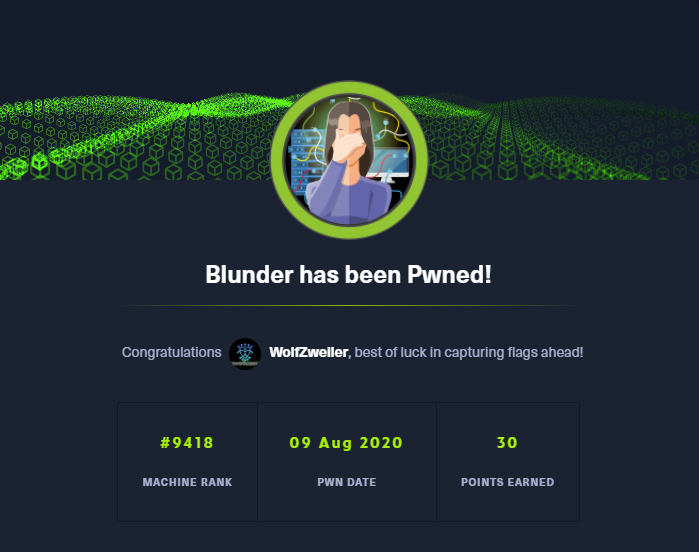 Blunder has been Pwned!
Congratulations WolfZweiler, best of luck in capturing flags ahead!
#9418 09 Aug 2020 30
MACHINE RANK PWN DATE POINTS EARNED